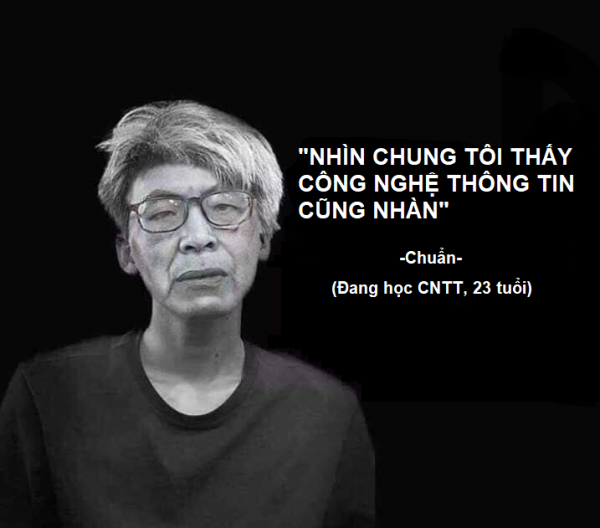 "NHÌN CHUNG TÔI THẤY
CÔNG NGHỆ THÔNG TIN
CŨNG NHÀN"
-Chuẩn-
(Đang học CNTT, 23 tuổi)